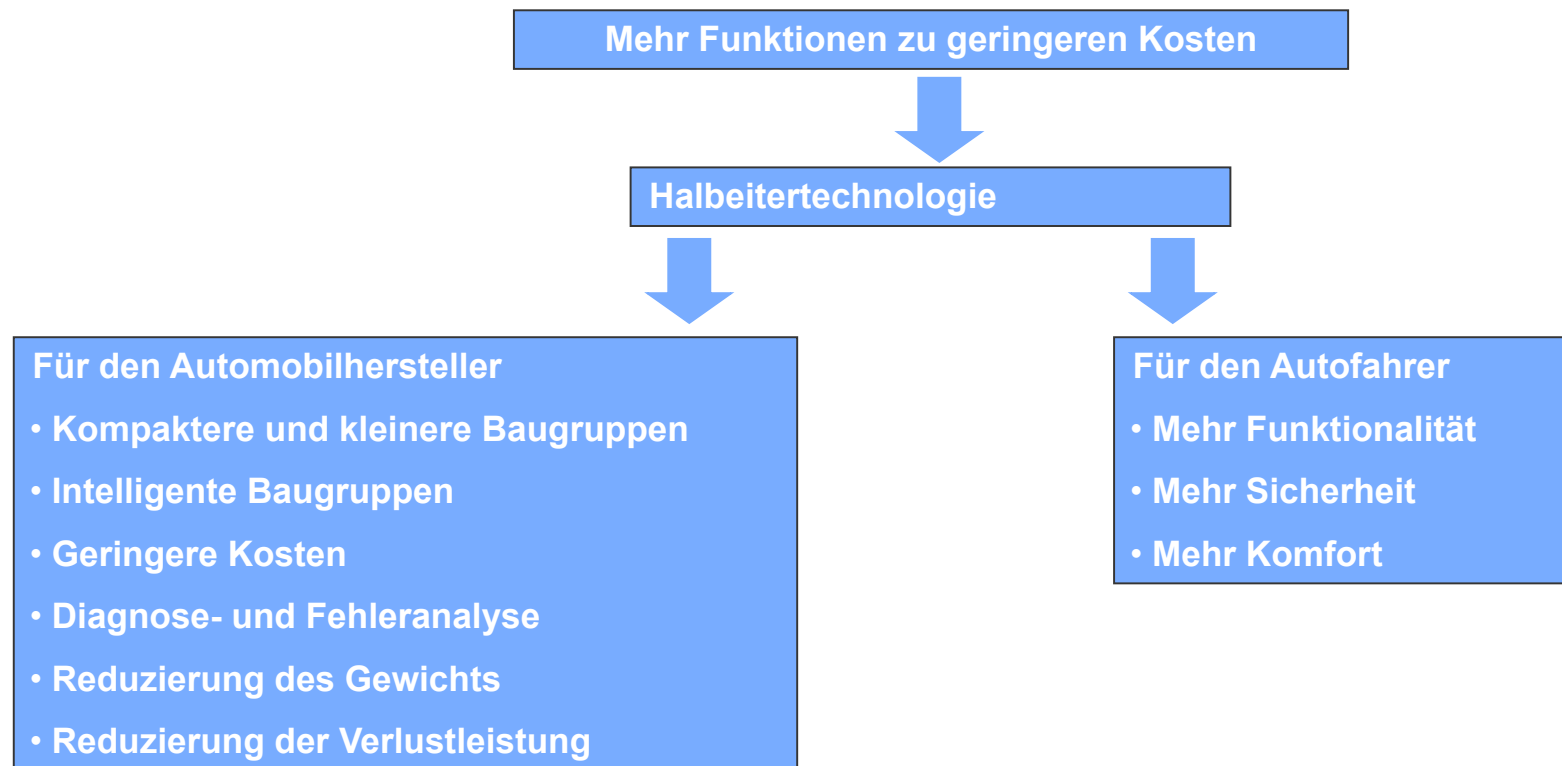 Mehr Funktionen zu geringeren Kosten
Halbeitertechnologie
Für den Automobilhersteller
• Kompaktere und kleinere Baugruppen
• Intelligente Baugruppen
• Geringere Kosten
• Diagnose- und Fehleranalyse
• Reduzierung des Gewichts
• Reduzierung der Verlustleistung
Für den Autofahrer
• Mehr Funktionalität
• Mehr Sicherheit
• Mehr Komfort